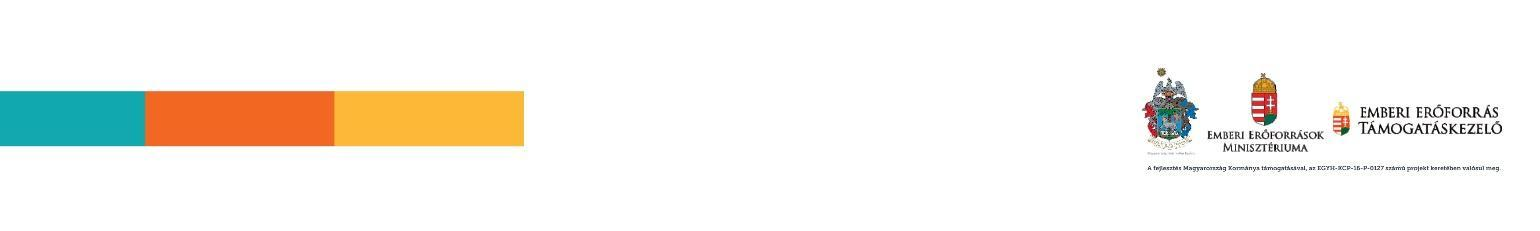 EMBERI ERŐFORRÁSOK
MINISZTÉRIUMA
EMBERI ERŐFORRÁS
TÁMOGATÁSKEZELŐ
A fejlesztés Magyarország Kormánya támogatásával, az EGYH-KCP-16-P-0127 számú projekt keretében valósul meg.